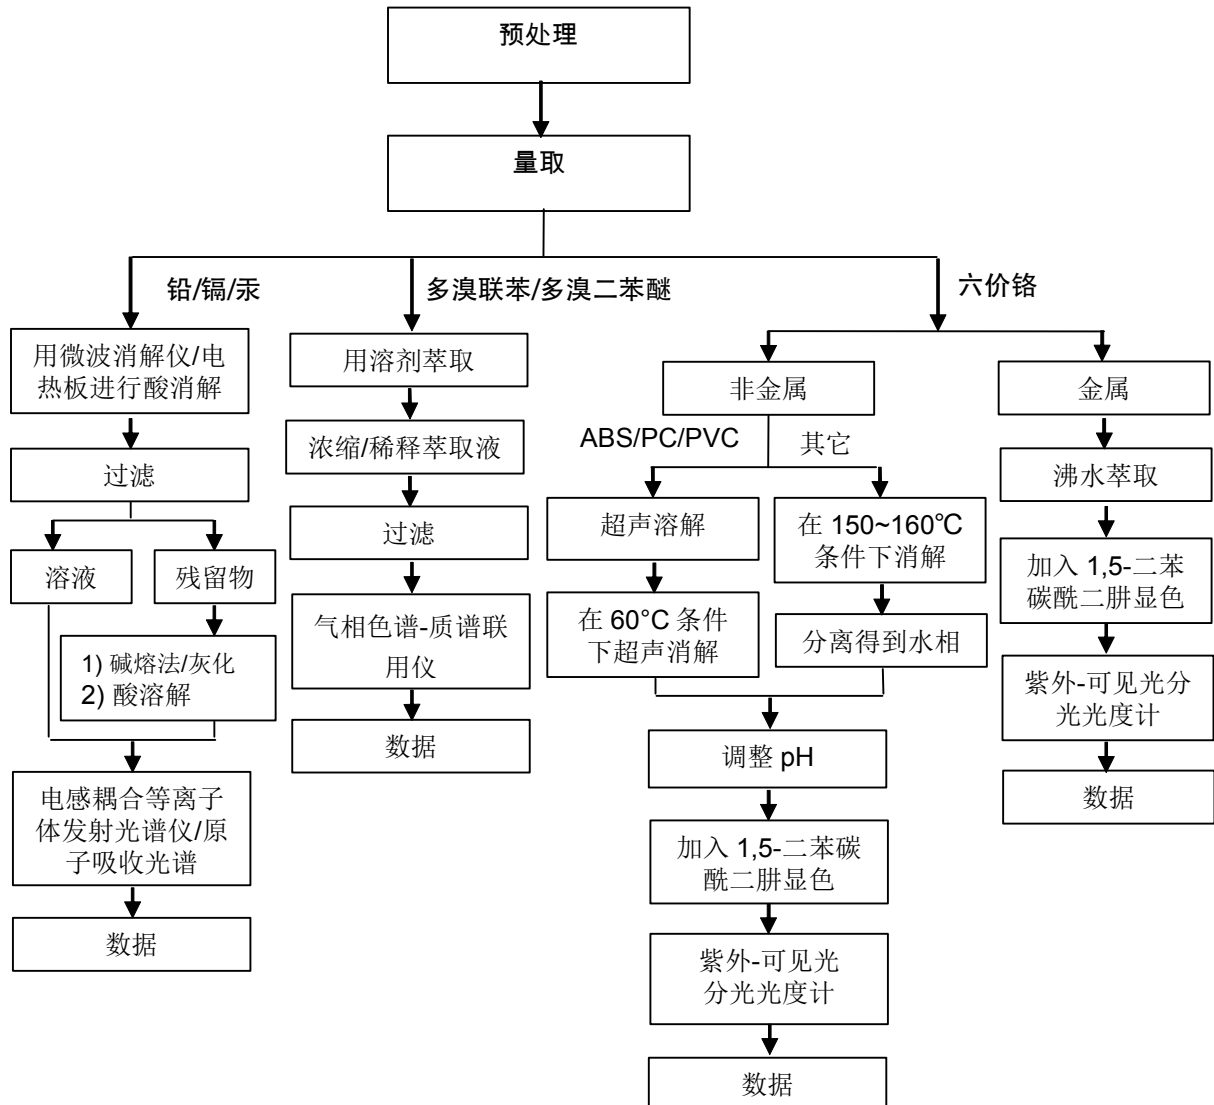 预处理
量取
铅/镉/汞
多溴联苯/多溴二苯醚
六价铬
用微波消解仪/电
热板进行酸消解
过滤
溶液
残留物
1) 碱熔法/灰化
2) 酸溶解
电感耦合等离子
体发射光谱仪/原
子吸收光谱
数据
用溶剂萃取
浓缩/稀释萃取液
过滤
气相色谱-质谱联
用仪
数据
非金属
ABS/PC/PVC
其它
超声溶解
在 60°C 条件
下超声消解
在 150~160℃
条件下消解
分离得到水相
调整 pH
加入 1,5-二苯碳
酰二肼显色
紫外-可见光
分光光度计
数据
金属
沸水萃取
加入 1,5-二苯
碳酰二肼显色
紫外-可见光分
光光度计
数据